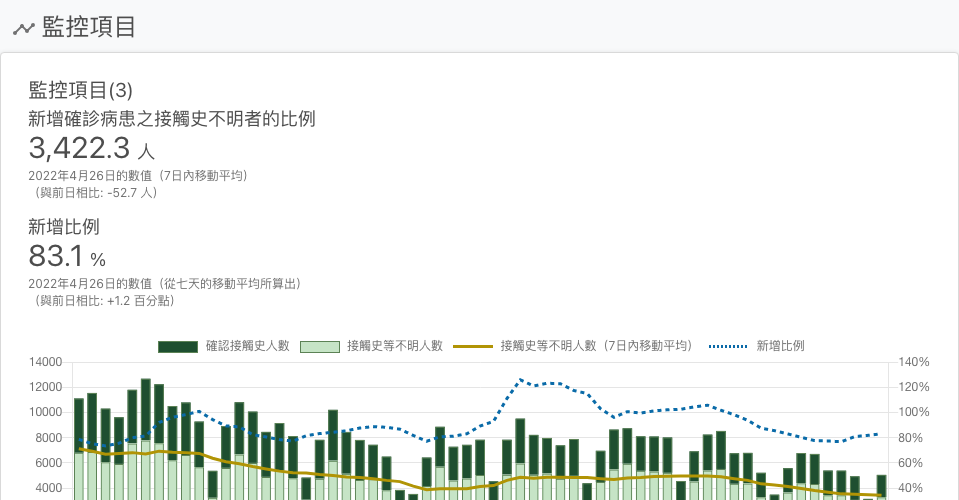 監控項目
監控項目(3)
新增確診病患之接觸史不明者的比例
3,422.3 人
2022年4月26日的數值（7日內移動平均）
（與前日相比: -52.7 人）
新增比例
83.1 %
2022年4月26日的數值（從七天的移動平均所算出）
（與前日相比: +1.2 百分點）
確認接觸史人數 接觸史等不明人數 接觸史等不明人數（7日內移動平均） 新增比例
14000 140%
12000 120%
10000 100%
8000 80%
6000 60%
4000 40%